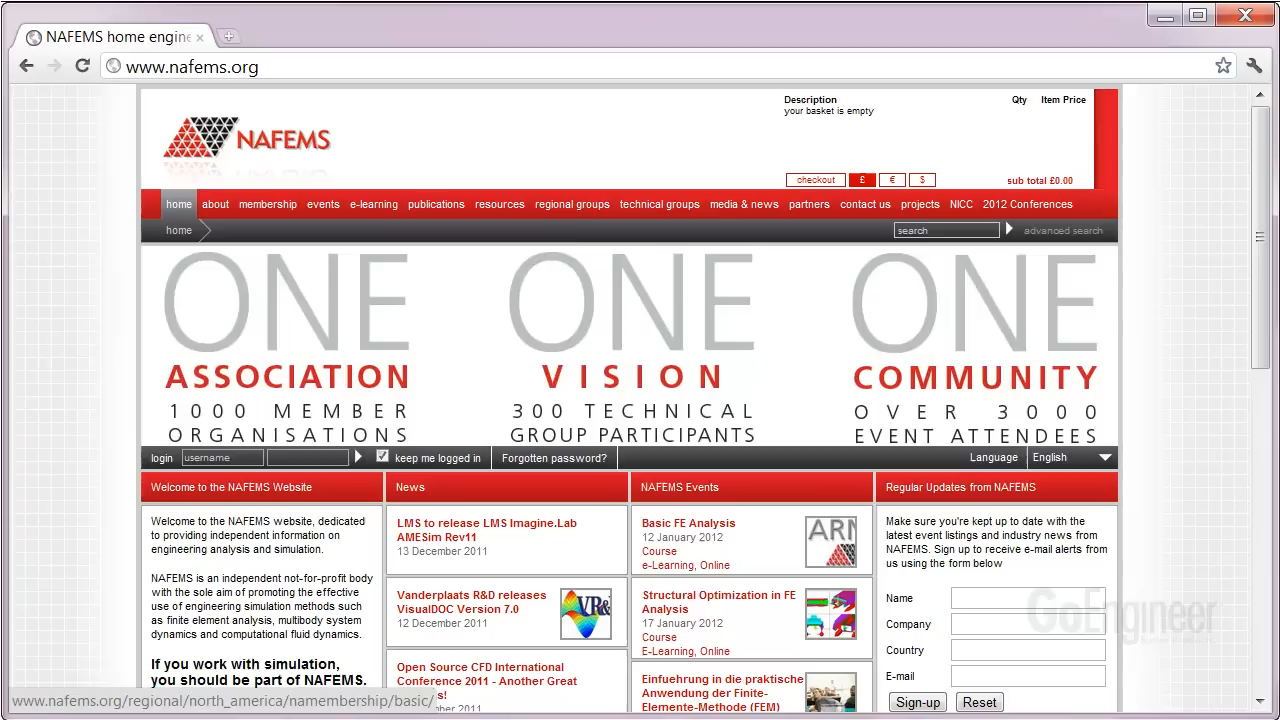 NAFEMS home engine
www.nafems.org
Description Qty Item Price
your basket is empty
NAFEMS
checkout £ € $ sub total £0.00
home about membership events e-learning publications resources regional groups technical groups media & news partners contact us projects NICC 2012 Conferences
home search advanced search
ONE ONE ONE
ASSOCIATION VISION COMMUNITY
1000 MEMBER 300 TECHNICAL OVER 3000
ORGANISATIONS GROUP PARTICIPANTS EVENT ATTENDEES
login username keep me logged in Forgotten password? Language English
Welcome to the NAFEMS Website
Welcome to the NAFEMS website, dedicated
to providing independent information on
engineering analysis and simulation.
NAFEMS is an independent not-for-profit body
with the sole aim of promoting the effective
use of engineering simulation methods such
as finite element analysis, multibody system
dynamics and computational fluid dynamics.
If you work with simulation,
you should be part of NAFEMS.
News
LMS to release LMS Imagine.Lab
AMESim Rev11
13 December 2011
Vanderplaats R&D releases
VisualDOC Version 7.0
12 December 2011
VR&
Open Source CFD International
Conference 2011 - Another Great
s!
ber 2011
NAFEMS Events
Basic FE Analysis
12 January 2012
Course
e-Learning, Online
ARM
Structural Optimization in FE
Analysis
17 January 2012
Course
E-Learning, Online
Einfuehrung in die praktische
Anwendung der Finite-
Elemente-Methode (FEM)
Regular Updates from NAFEMS
Make sure you're kept up to date with the
latest event listings and industry news from
NAFEMS. Sign up to receive e-mail alerts from
us using the form below
Name
Company
Country
E-mail
Sign-up Reset
GoEngineer
www.nafems.org/regional/north_america/namembership/basic/